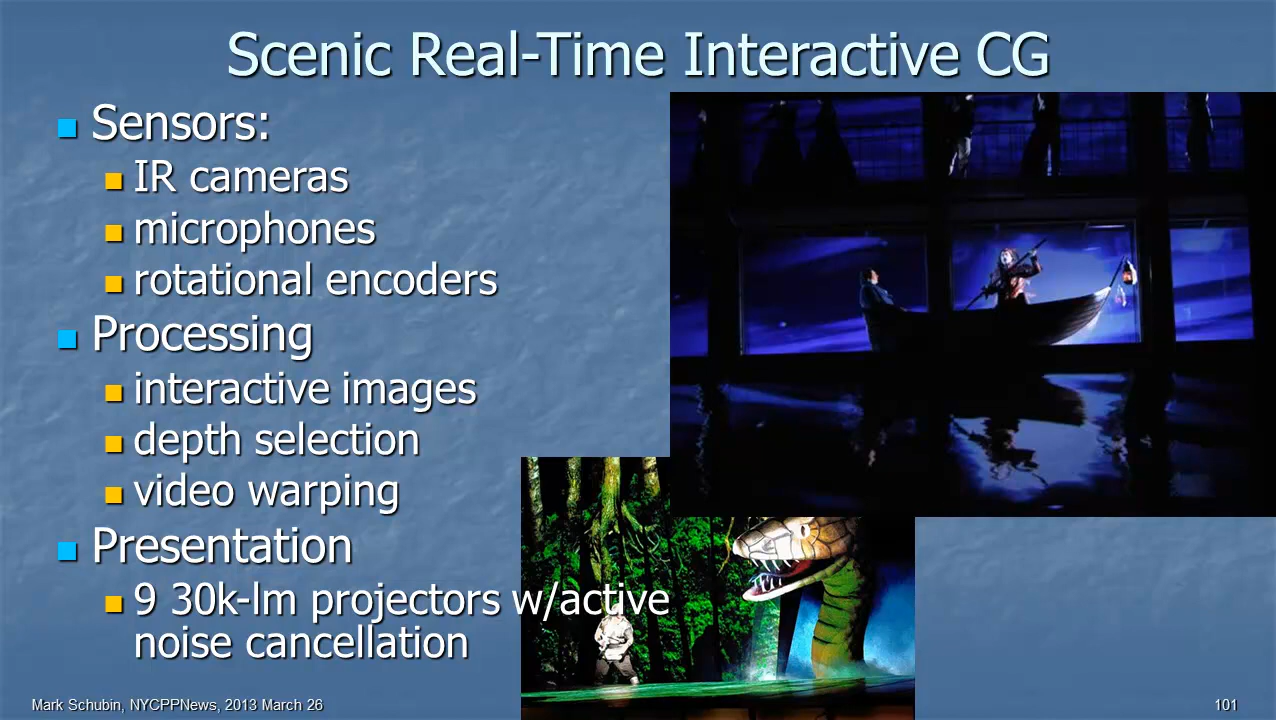 Scenic Real-Time Interactive CG
Sensors:
IR cameras
microphones
rotational encoders
Processing
interactive images
depth selection
video warping
Presentation
9 30k-lm projectors w/active
noise cancellation
Mark Schubin, NYCPPNews, 2013 March 26
101